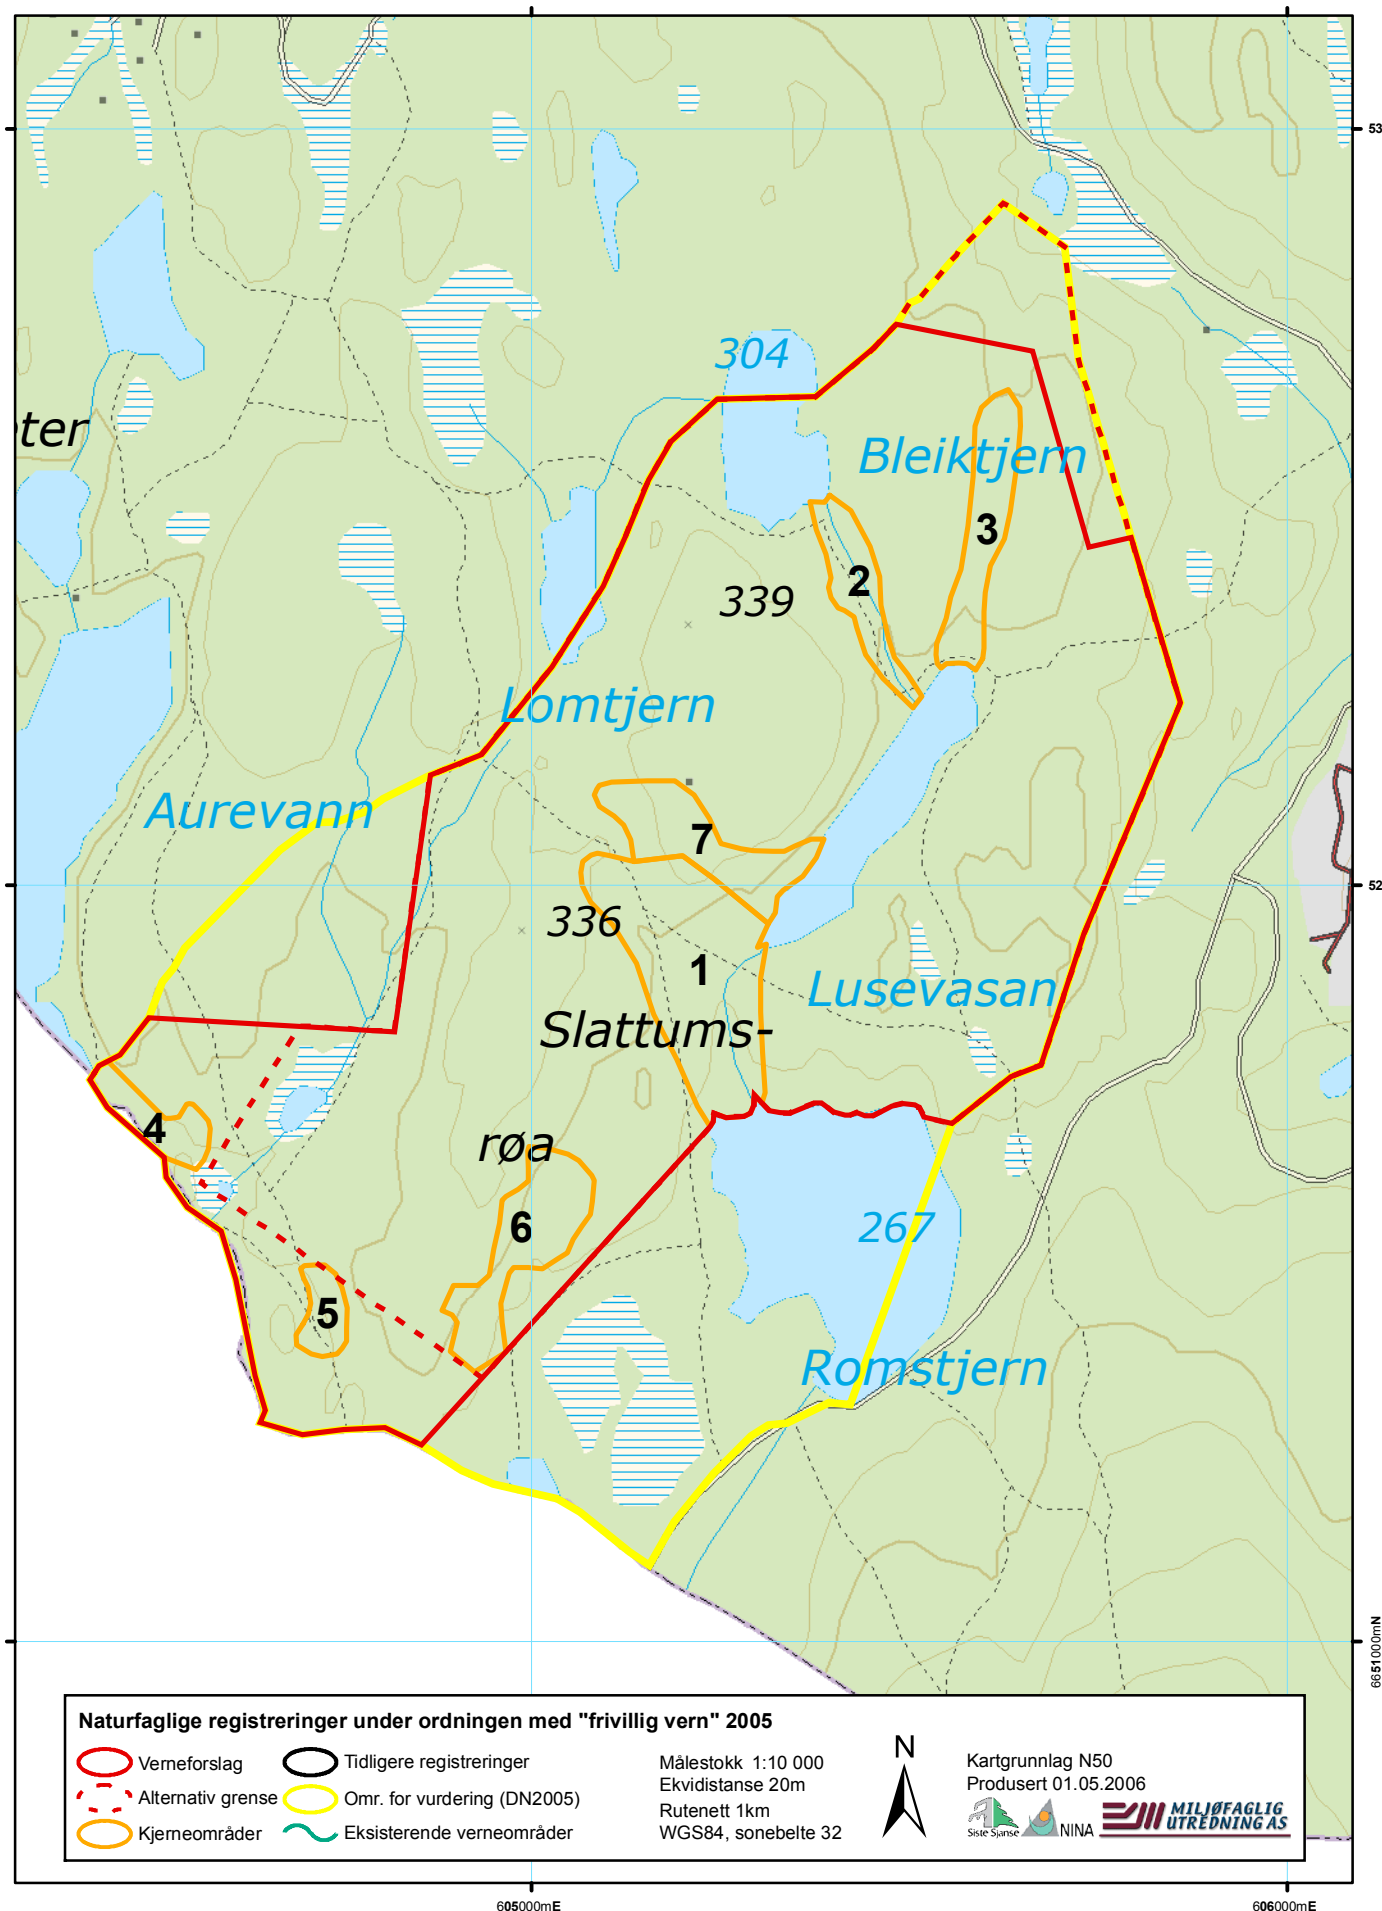 53
304
ter
Bleiktjern
3
2
339
Lomtjern
Aurevann
7
52
336
1
Lusevasan
Slattums-
4
røa
6
267
5
Romstjern
6651000mN
Naturfaglige registreringer under ordningen med "frivillig vern" 2005
Verneforslag
Tidligere registreringer
Alternativ grense
Omr. for vurdering (DN2005)
Kjerneområder
Eksisterende verneområder
Målestokk 1:10 000
Ekvidistanse 20m
Rutenett 1km
WGS84, sonebelte 32
N
Kartgrunnlag N50
Produsert 01.05.2006
Siste Sjanse
NINA
MILJØFAGLIG
UTREDNING AS
605000mE
606000mE